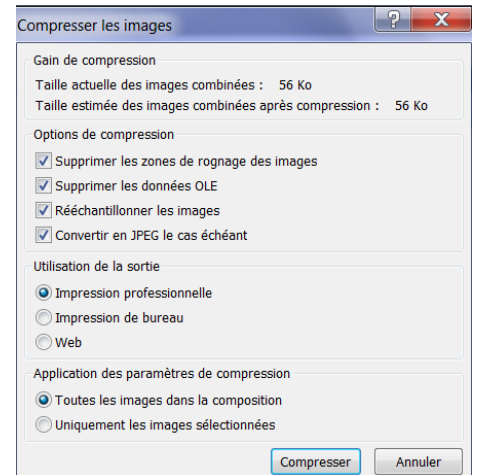 Compresser les images
Gain de compression
Taille actuelle des images combinées : 56 Ko
Taille estimée des images combinées après compression : 56 Ko
Options de compression
Supprimer les zones de rognage des images
Supprimer les données OLE
Rééchantillonner les images
Convertir en JPEG le cas échéant
Utilisation de la sortie
Impression professionnelle
Impression de bureau
Web
Application des paramètres de compression
Toutes les images dans la composition
Uniquement les images sélectionnées
Compresser Annuler